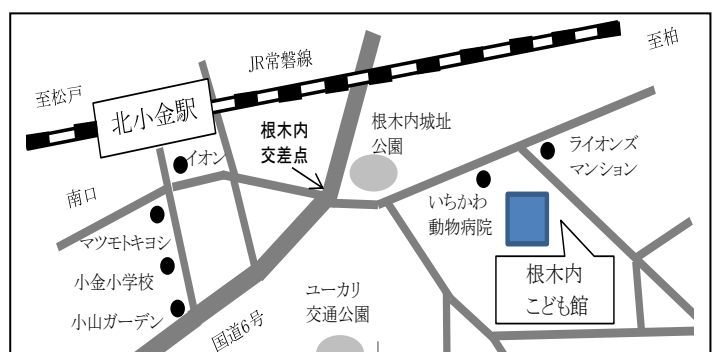 JR常磐線
至柏
至松戸
北小金駅
根木内
交差点
根木内城址
公園
ライオンズ
マンション
イオン
南口
いちかわ
動物病院
マツモトキヨシ
小金小学校
小山ガーデン
国道6号
ユーカリ
交通公園
根木内
こども館